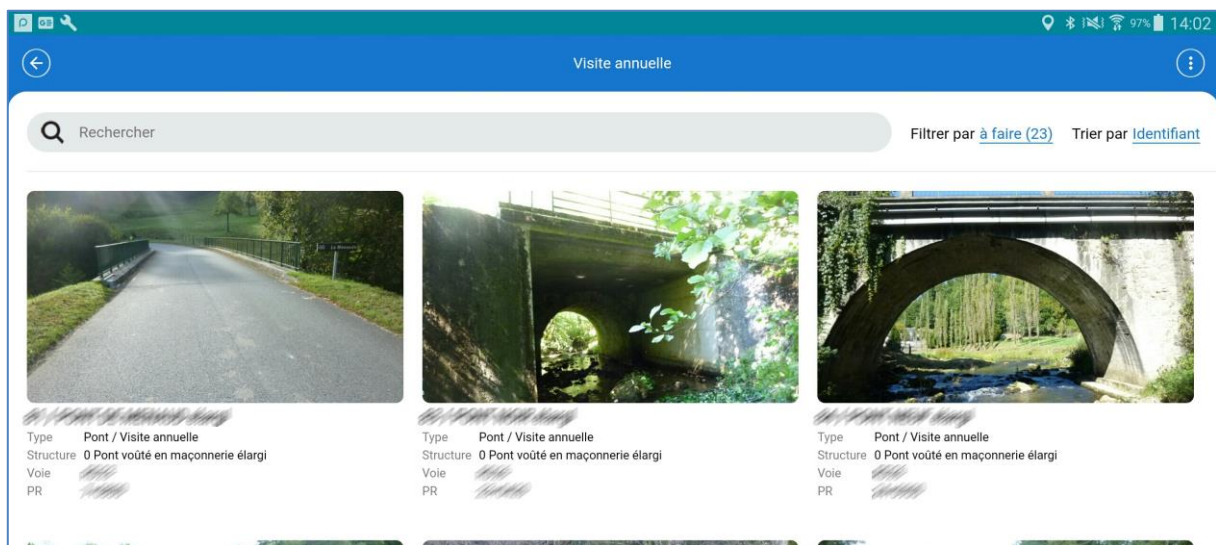 97% 14:02
Visite annuelle
Rechercher
Filtrer par à faire (23) Trier par Identifiant
Type Pont / Visite annuelle
Structure 0 Pont voûté en maçonnerie élargi
Voie
PR
Type Pont / Visite annuelle
Structure 0 Pont voûté en maçonnerie élargi
Voie
PR
Type Pont / Visite annuelle
Structure 0 Pont voûté en maçonnerie élargi
Voie
PR